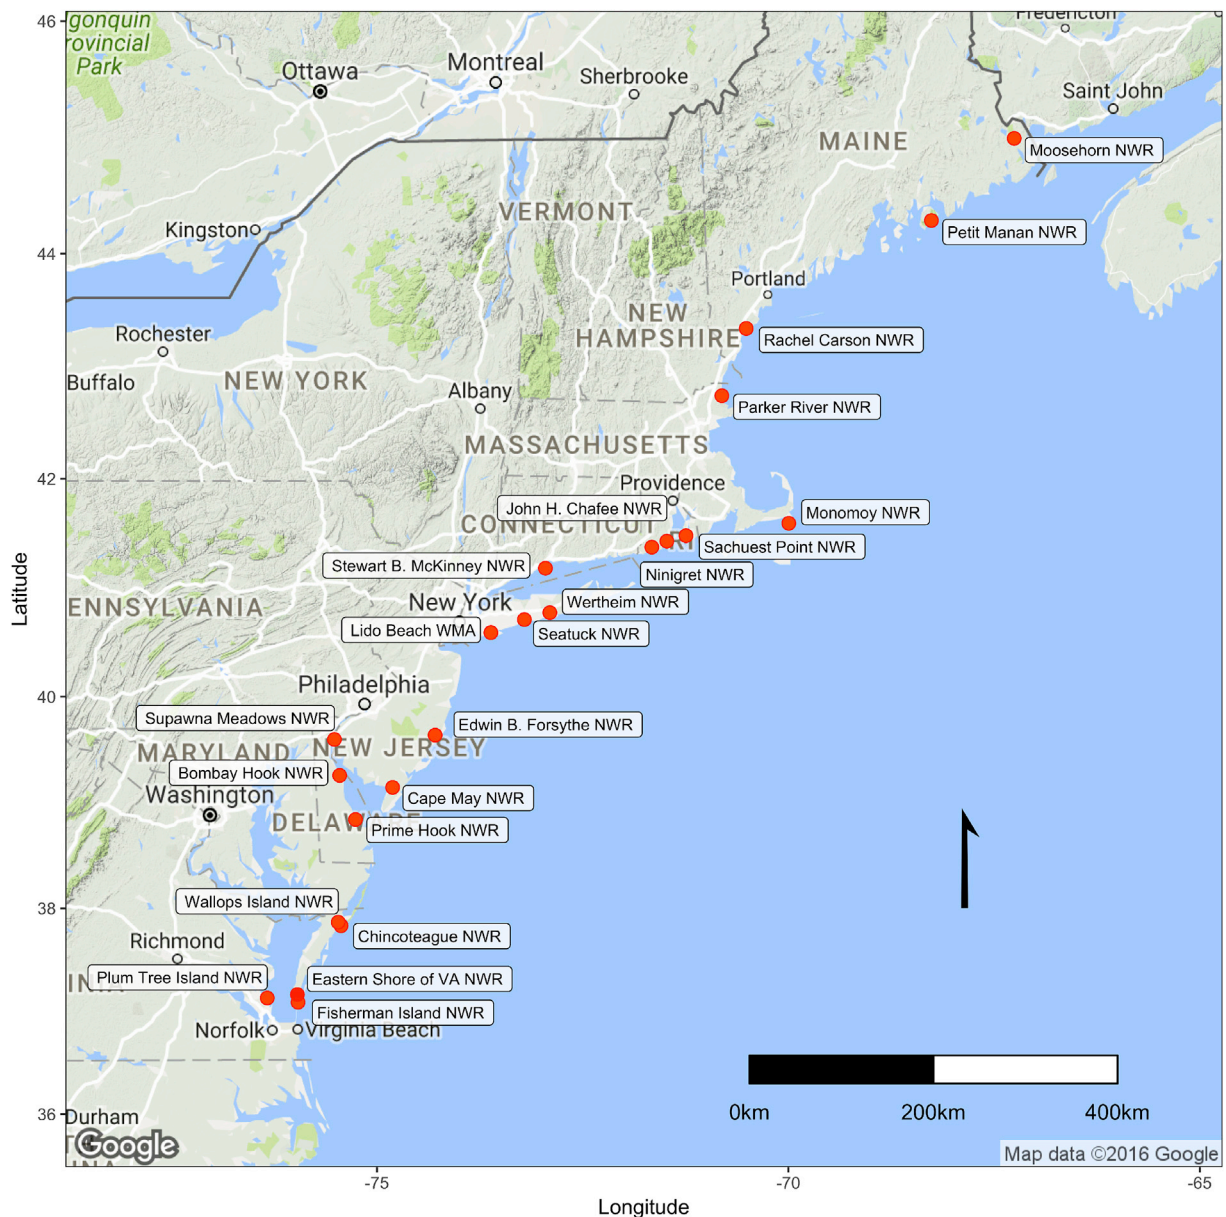 46
gonquin
rovincial
Park
Ottawa
Montreal
Sherbrooke
Fredericton
Saint John
MAINE
Moosehorn NWR
VERMONT
Kingston
Petit Manan NWR
44
Portland
NEW
HAMPSHIRE
Rochester
Rachel Carson NWR
Buffalo
NEW YORK
Albany
Parker River NWR
MASSACHUSETTS
42
Providence
John H. Chafee NWR
Monomoy NWR
CONNECTICUT
RI
Sachuest Point NWR
Stewart B. McKinney NWR
Ninigret NWR
Latitude
ENNSYLVANIA
New York
Wertheim NWR
Lido Beach WMA
Seatuck NWR
40
Philadelphia
Supawna Meadows NWR
Edwin B. Forsythe NWR
MARYLAND
NEW JERSEY
Bombay Hook NWR
Washington
Cape May NWR
DELAWARE
Prime Hook NWR
38
Wallops Island NWR
Richmond
Chincoteague NWR
Plum Tree Island NWR
INIA
Eastern Shore of VA NWR
Fisherman Island NWR
Norfolk
Virginia Beach
36
Durham
0km
200km
400km
Google
INA
Map data ©2016 Google
-75
-70
-65
Longitude